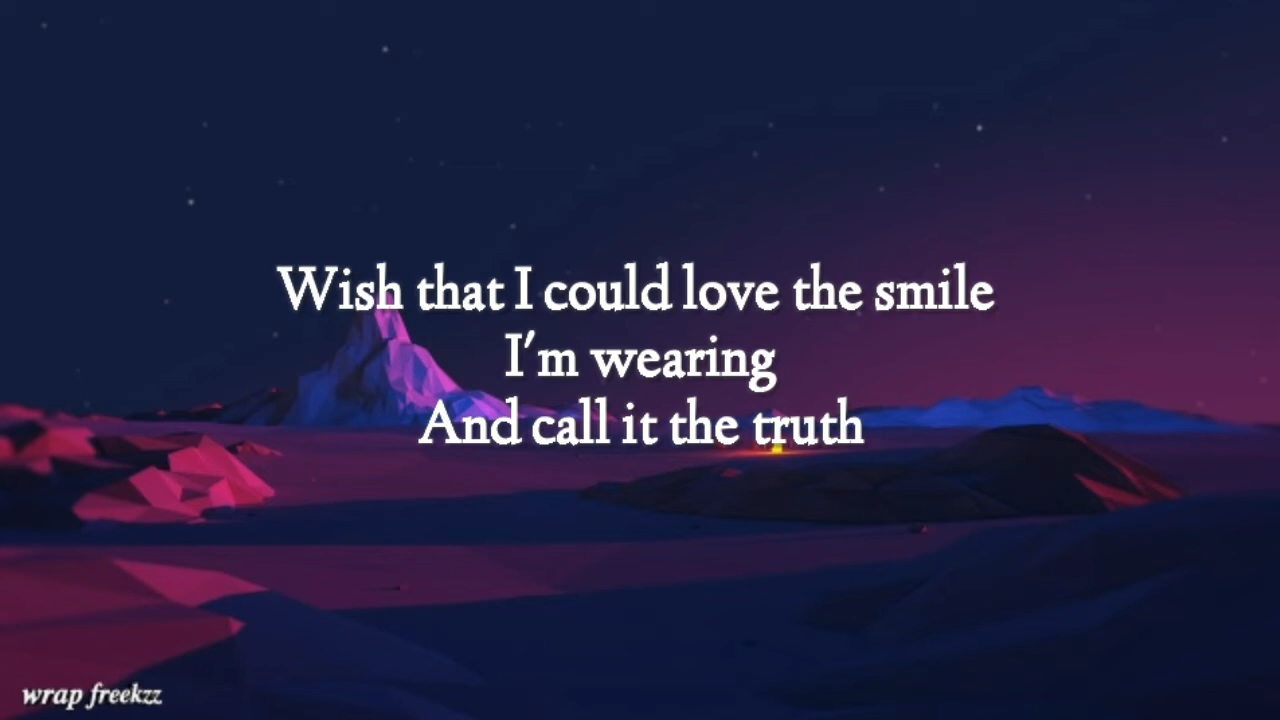 Wish that I could love the smile
I'm wearing
And call it the truth
wrap freekzz